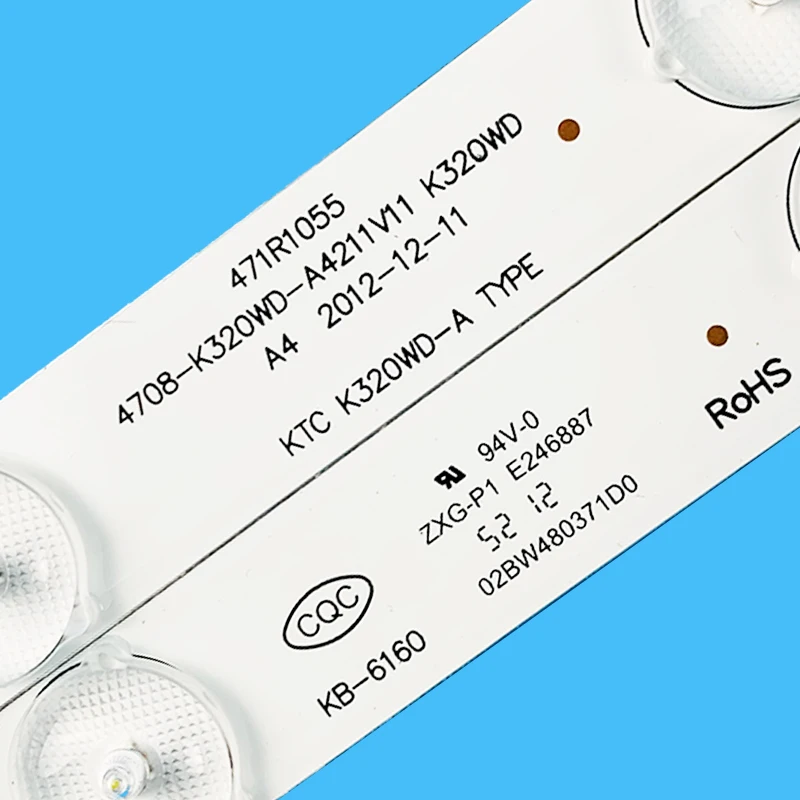 471R1055
4708-K320WD-A4211V11 K320WD
A4 2012-12-11
KTC K320WD-A TYPE
RoHS
94V-0
ZXG-P1 E246887
52 12
02BW480371D0
CQC
KB-6160